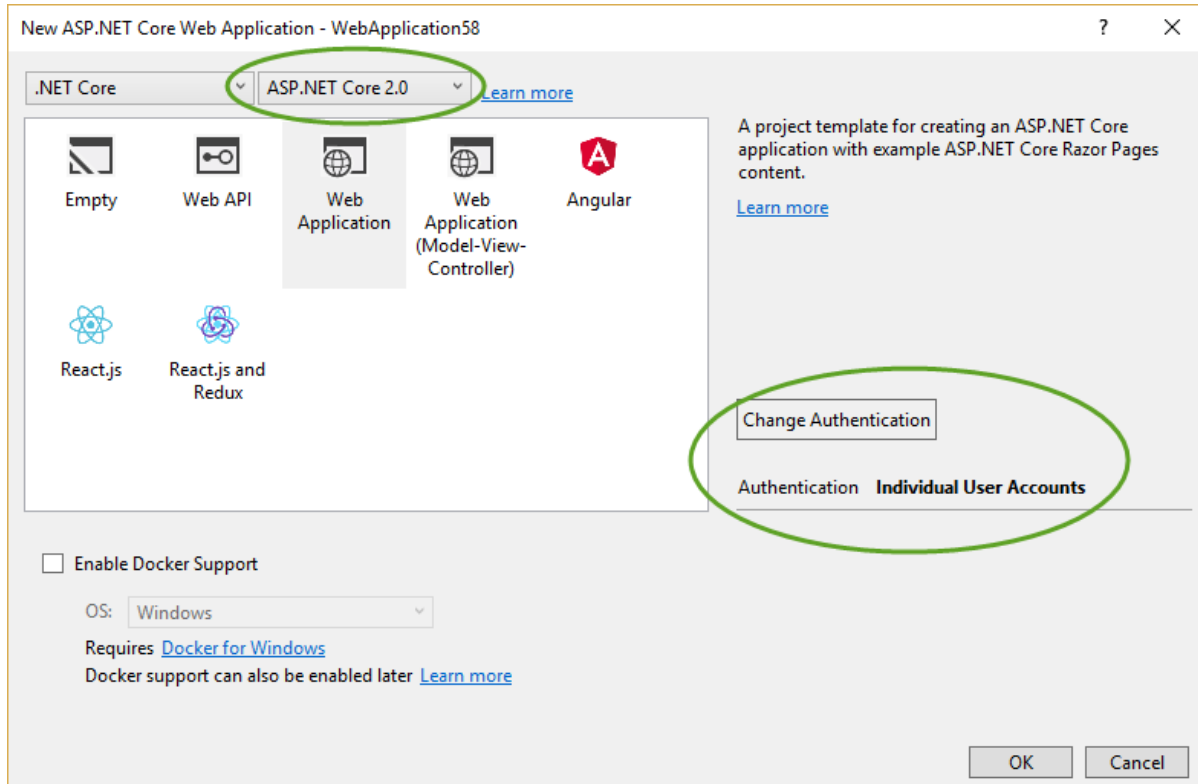 New ASP.NET Core Web Application - WebApplication58
?
.NET Core
ASP.NET Core 2.0
Learn more
Empty
Web API
Web
Application
Web
Application
(Model-View-
Controller)
Angular
React.js
React.js and
Redux
A project template for creating an ASP.NET Core
application with example ASP.NET Core Razor Pages
content.
Learn more
Change Authentication
Authentication Individual User Accounts
Enable Docker Support
OS: Windows
Requires Docker for Windows
Docker support can also be enabled later Learn more
OK
Cancel